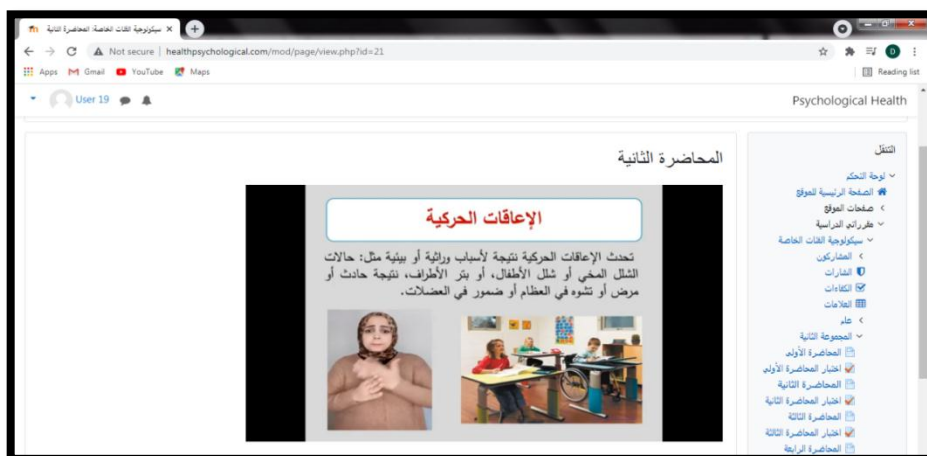 سيكولوجية الفئات الخاصة: المحاضرة الثانية
Not secure | healthpsychological.com/mod/page/view.php?id=21
D
Apps Gmail YouTube Maps
Reading list
User 19
Psychological Health
المحاضرة الثانية
الإعاقات الحركية
تحدث الإعاقات الحركية نتيجة لأسباب وراثية أو بيئية مثل: حالات
الشلل المخي أو شلل الأطفال، أو بتر الأطراف، نتيجة حادث أو
مرض أو تشوه في العظام أو ضمور في العضلات.
التنقل
لوحة التحكم
الصفحة الرئيسية للموقع
صفحات الموقع
مقرراتي الدراسية
سيكولوجية الفئات الخاصة
المشاركون
الشارات
الكفاءات
العلامات
عام
المجموعة الثانية
المحاضرة الأولى
اختبار المحاضرة الأولى
المحاضرة الثانية
اختبار المحاضرة الثانية
المحاضرة الثالثة
اختبار المحاضرة الثالثة
المحاضرة الرابعة